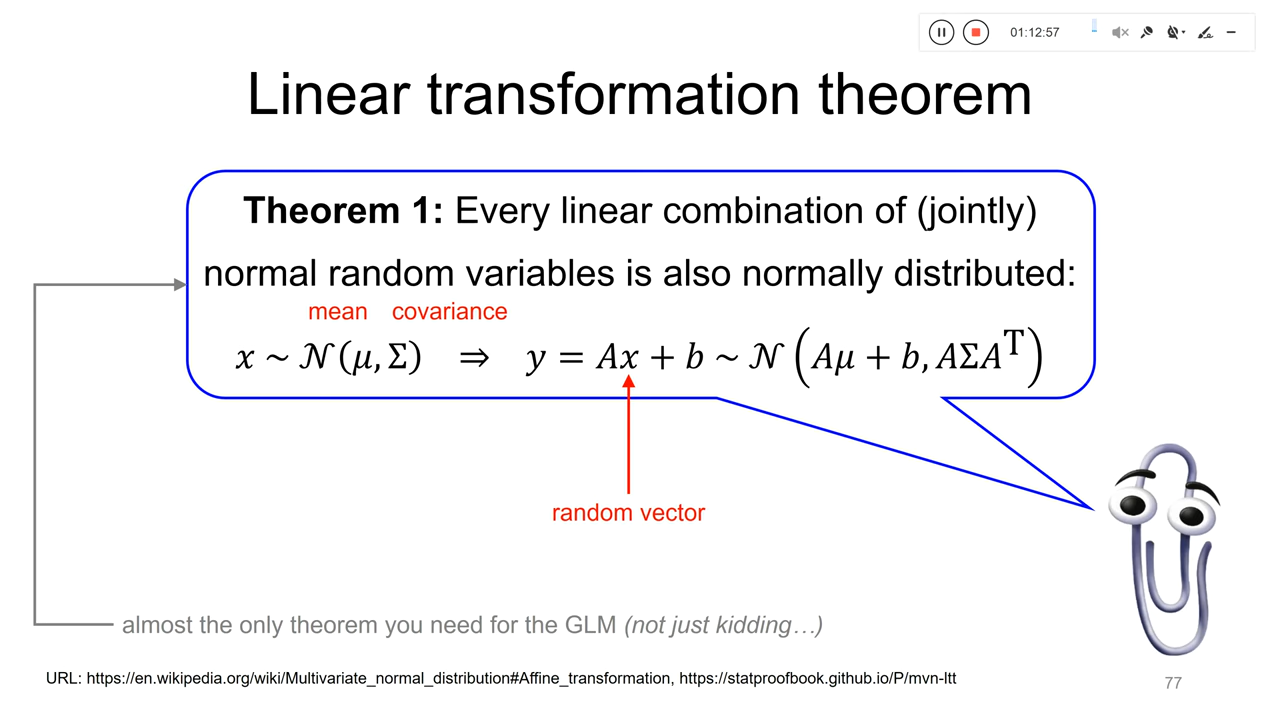 01:12:57
Linear transformation theorem
Theorem 1: Every linear combination of (jointly)
normal random variables is also normally distributed:
mean covariance
x ~ 𝒩(μ, Σ) ⇒ y = Ax + b ~ 𝒩(Aμ + b, AΣAᵀ)
random vector
almost the only theorem you need for the GLM (not just kidding…)
URL: https://en.wikipedia.org/wiki/Multivariate_normal_distribution#Affine_transformation, https://statproofbook.github.io/P/mvn-ltt
77